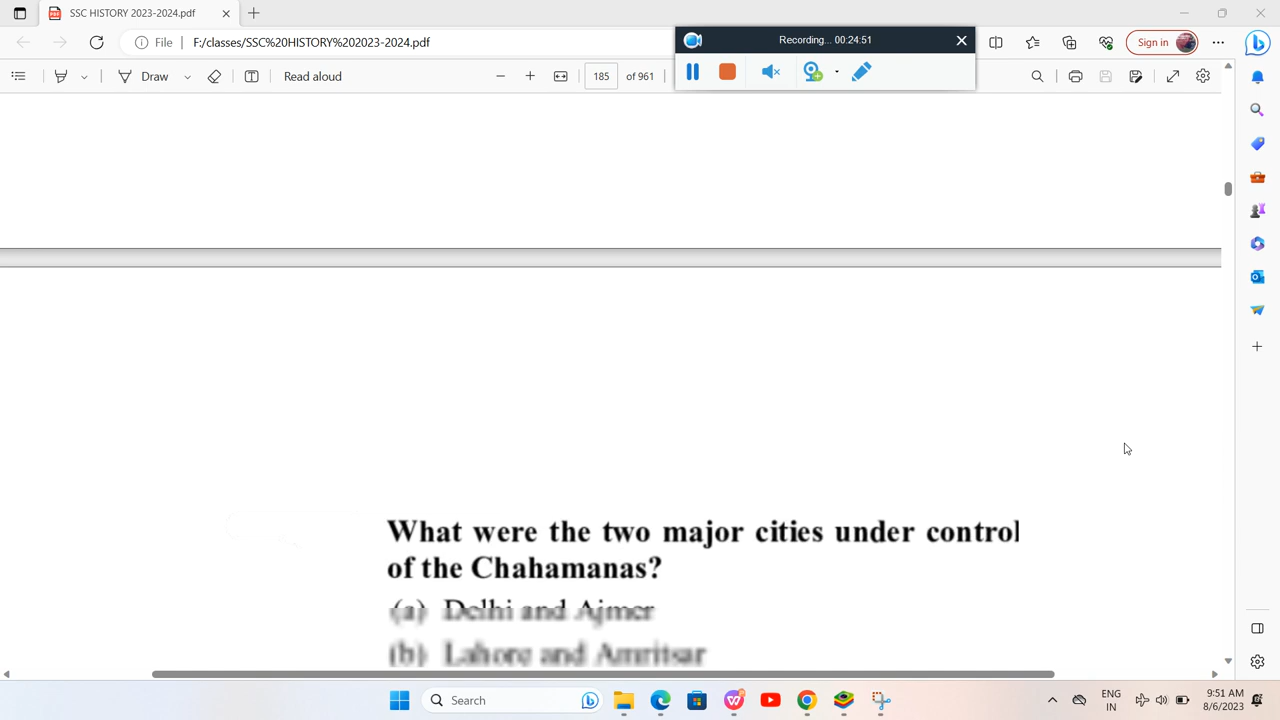 SSC HISTORY 2023-2024.pdf
File
F:/classes/SSC%20HISTORY%202023-2024.pdf
Recording... 00:24:51
Sign in
Draw
Read aloud
185 of 961
What were the two major cities under control
of the Chahamanas?
(a) Delhi and Ajmer
(b) Lahore and Amritsar
Search
ENG
IN
9:51 AM
8/6/2023